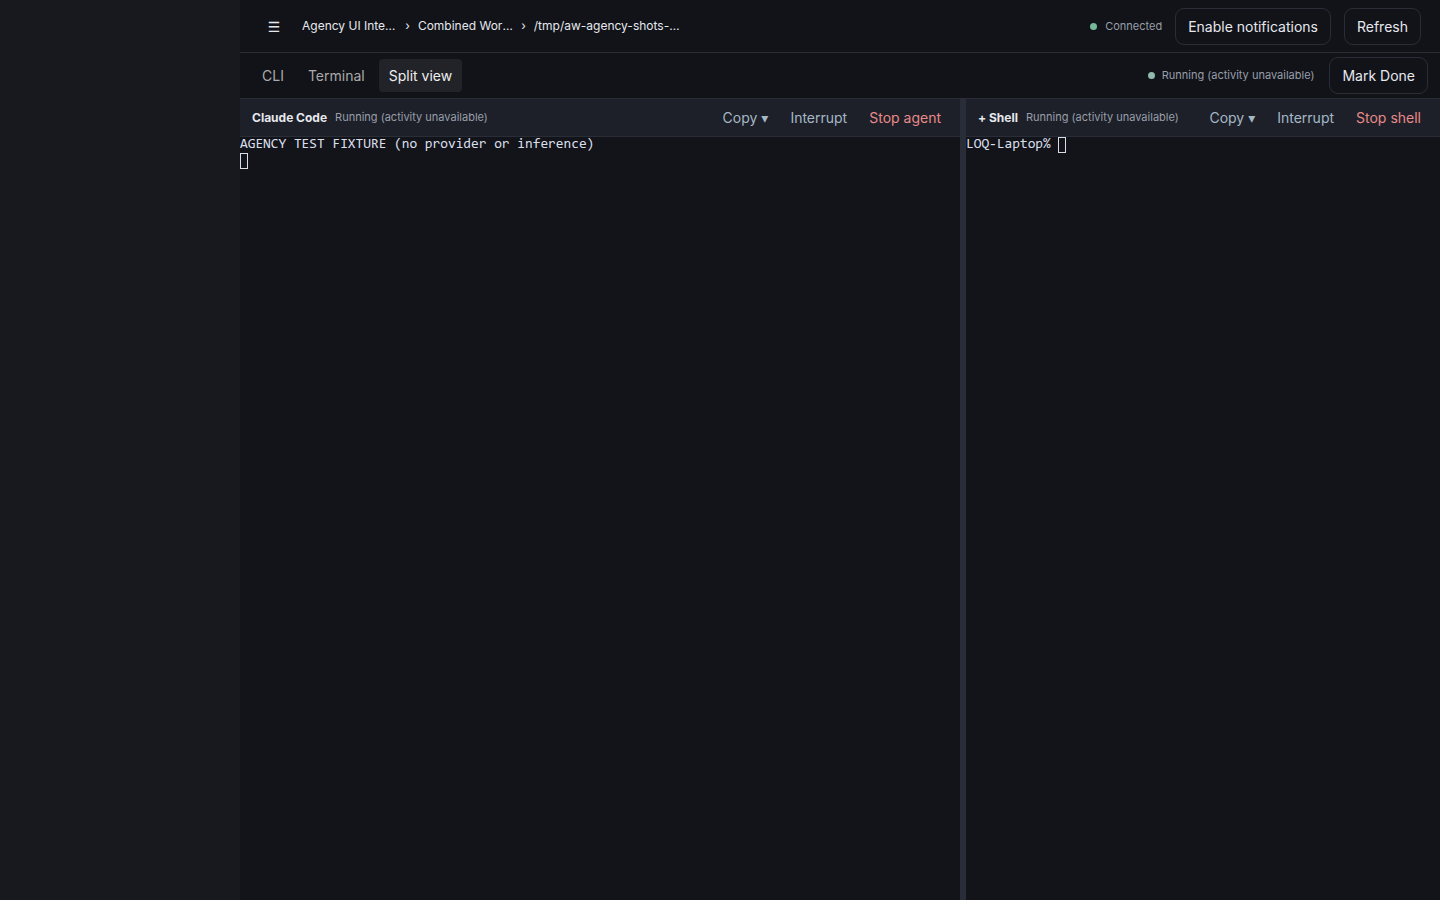 ☰ Agency UI Inte... › Combined Wor... › /tmp/aw-agency-shots-... Connected Enable notifications Refresh
CLI Terminal Split view Running (activity unavailable) Mark Done
Claude Code Running (activity unavailable) Copy ▾ Interrupt Stop agent
+ Shell Running (activity unavailable) Copy ▾ Interrupt Stop shell
AGENCY TEST FIXTURE (no provider or inference)
LOQ-Laptop%